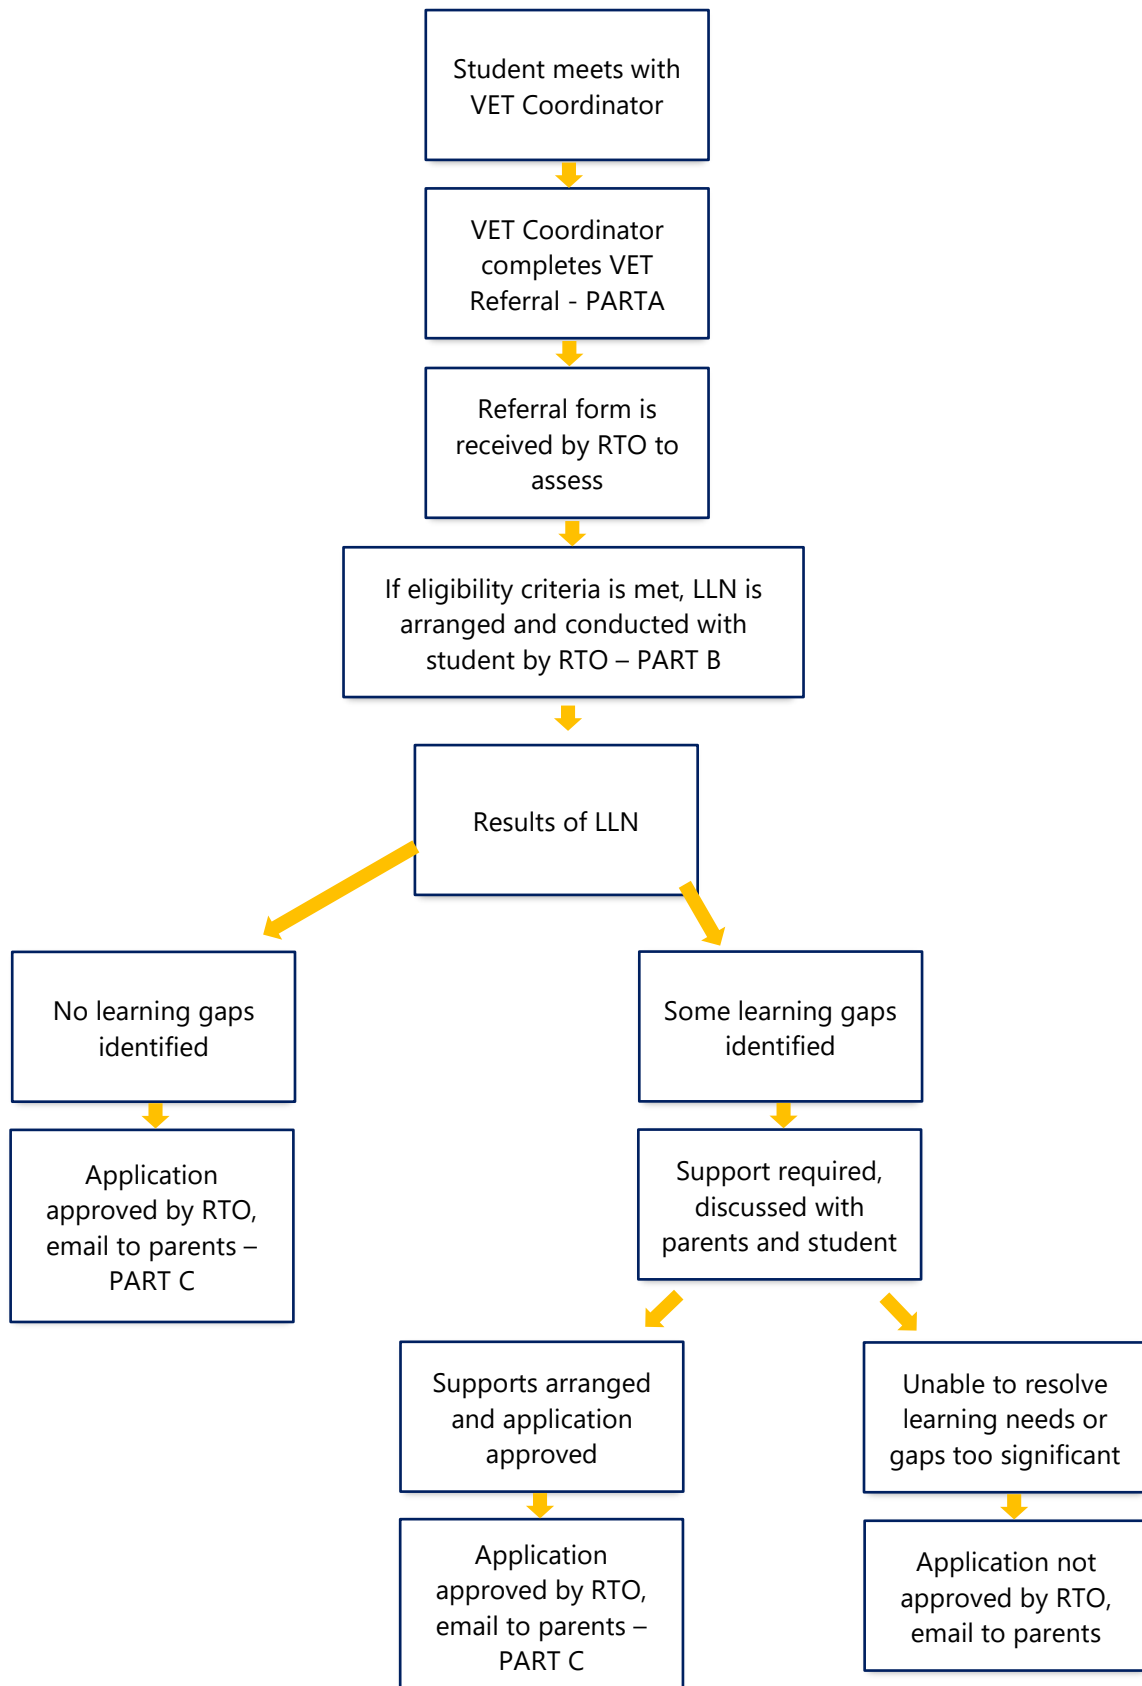 Student meets with
VET Coordinator
VET Coordinator
completes VET
Referral - PARTA
Referral form is
received by RTO to
assess
If eligibility criteria is met, LLN is
arranged and conducted with
student by RTO – PART B
Results of LLN
No learning gaps
identified
Some learning gaps
identified
Application
approved by RTO,
email to parents –
PART C
Support required,
discussed with
parents and student
Supports arranged
and application
approved
Unable to resolve
learning needs or
gaps too significant
Application
approved by RTO,
email to parents –
PART C
Application not
approved by RTO,
email to parents